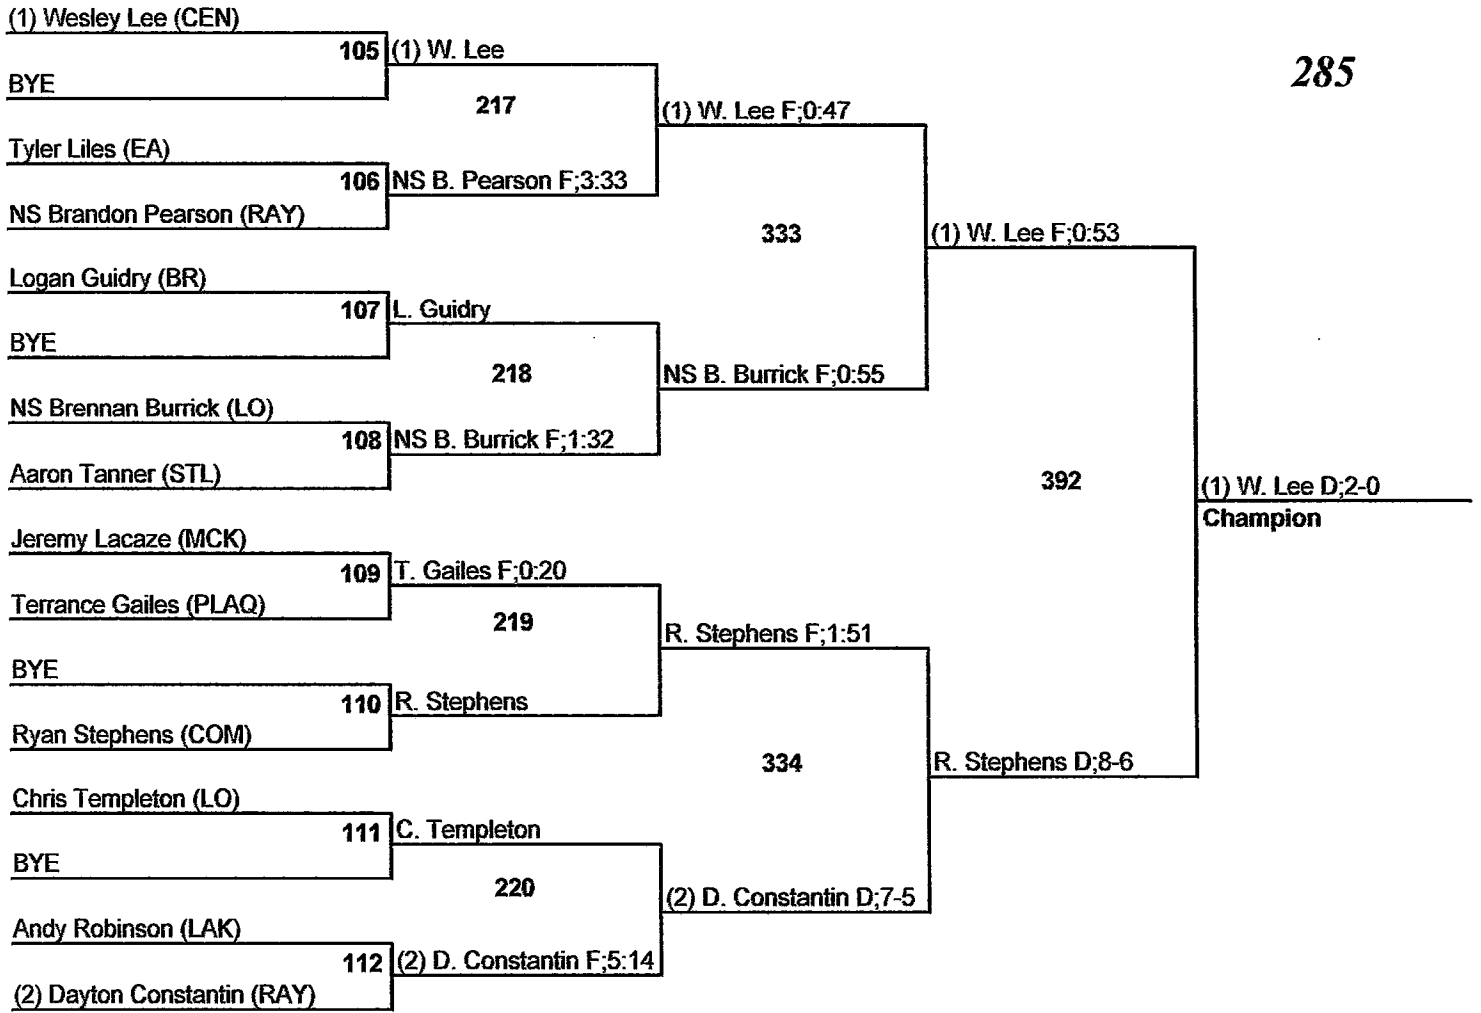 (1) Wesley Lee (CEN)
105
(1) W. Lee
285
BYE
217
(1) W. Lee F;0:47
Tyler Liles (EA)
106
NS B. Pearson F;3:33
NS Brandon Pearson (RAY)
333
(1) W. Lee F;0:53
Logan Guidry (BR)
107
L. Guidry
BYE
218
NS B. Burrick F;0:55
NS Brennan Burrick (LO)
108
NS B. Burrick F;1:32
Aaron Tanner (STL)
392
(1) W. Lee D;2-0
Champion
Jeremy Lacaze (MCK)
109
T. Gailes F;0:20
Terrance Gailes (PLAQ)
219
R. Stephens F;1:51
BYE
110
R. Stephens
Ryan Stephens (COM)
334
R. Stephens D;8-6
Chris Templeton (LO)
111
C. Templeton
BYE
220
(2) D. Constantin D;7-5
Andy Robinson (LAK)
112
(2) D. Constantin F;5:14
(2) Dayton Constantin (RAY)